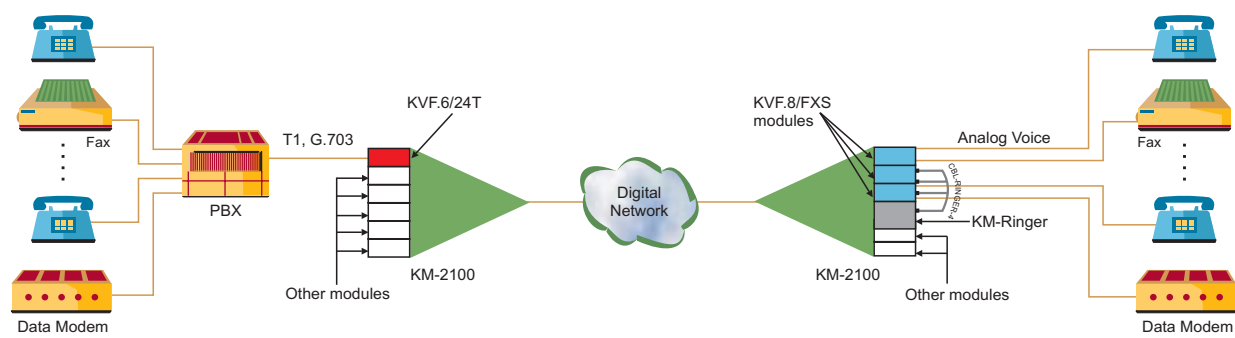 Fax
PBX
Data Modem
T1, G.703
KVF.6/24T
KM-2100
Other modules
Digital
Network
KVF.8/FXS
modules
Analog Voice
CBL-RINGER-4
KM-Ringer
KM-2100
Other modules
Fax
Data Modem